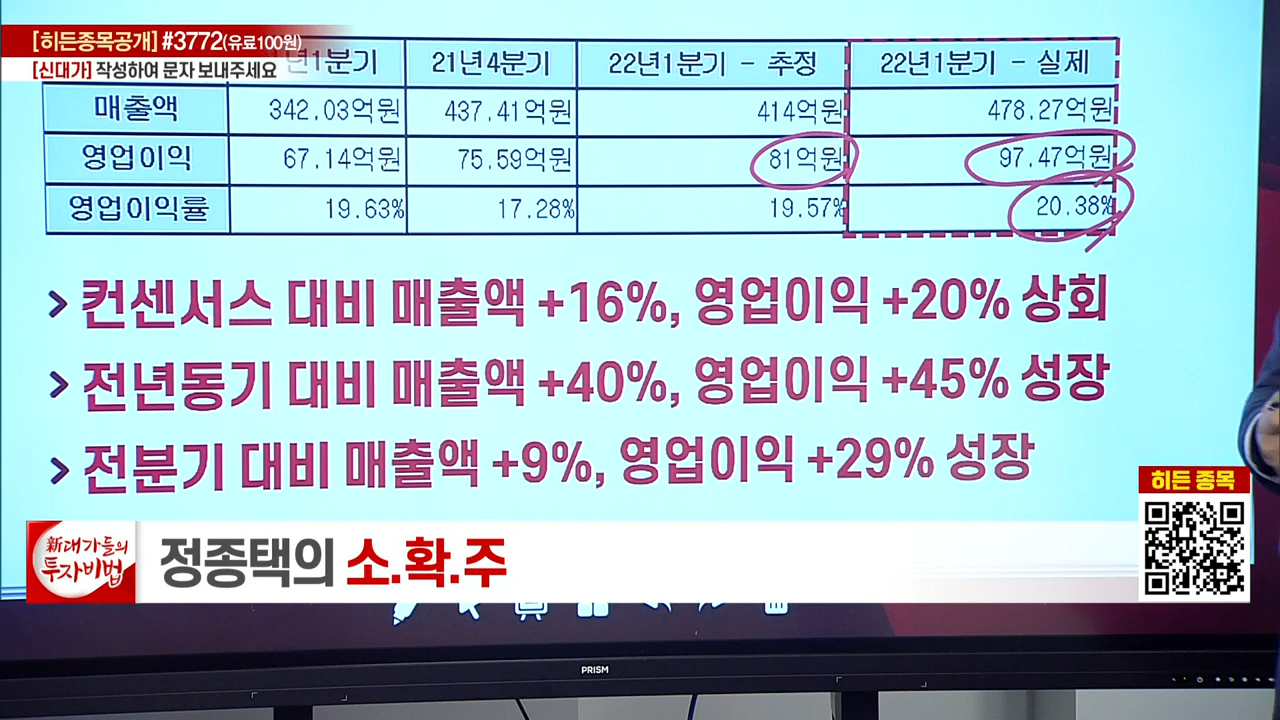 [히든종목공개] #3772(유료100원)
[신대가] 작성하여 문자 보내주세요
년1분기 21년4분기 22년1분기 - 추정 22년1분기 - 실제
매출액 342.03억원 437.41억원 414억원 478.27억원
영업이익 67.14억원 75.59억원 81억원 97.47억원
영업이익률 19.63% 17.28% 19.57% 20.38%
> 컨센서스 대비 매출액 +16%, 영업이익 +20% 상회
> 전년동기 대비 매출액 +40%, 영업이익 +45% 성장
> 전분기 대비 매출액 +9%, 영업이익 +29% 성장
히든 종목
新대가들의
투자비법
정종택의 소.확.주
PRISM